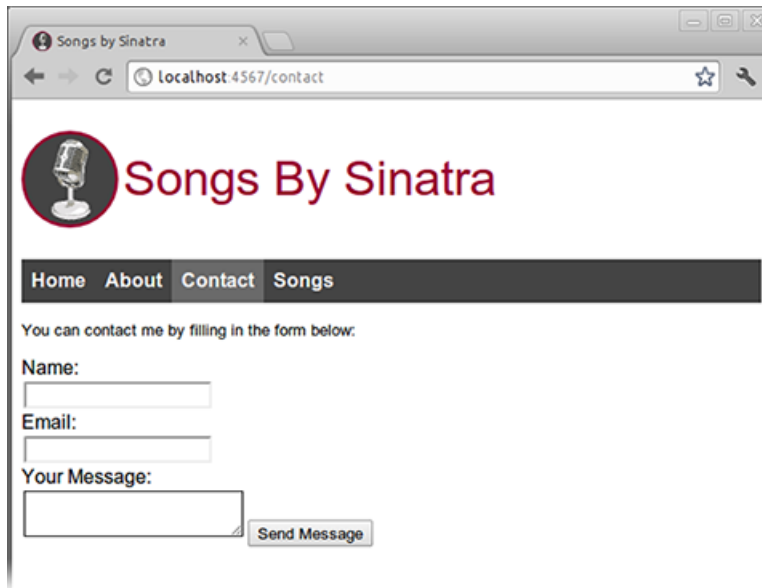 Songs by Sinatra
localhost:4567/contact
Songs By Sinatra
Home About Contact Songs
You can contact me by filling in the form below:
Name:
Email:
Your Message:
Send Message